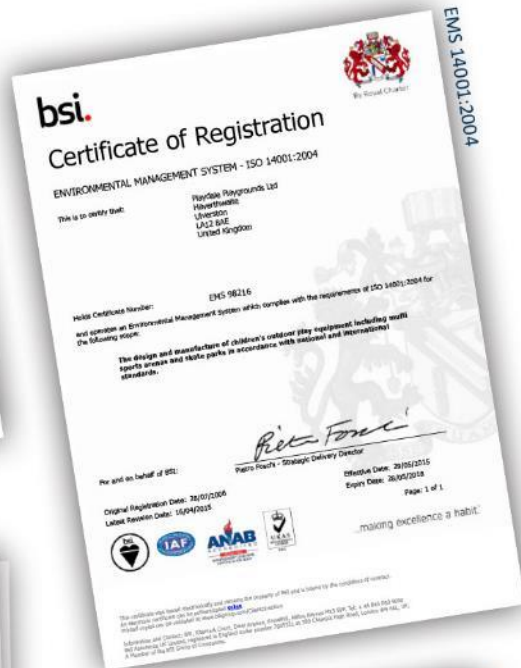 EMS 14001:2004
bsi.
By Royal Charter
Certificate of Registration
ENVIRONMENTAL MANAGEMENT SYSTEM - ISO 14001:2004
This is to certify that:
Playdale Playgrounds Ltd
Haverthwaite
Ulverston
LA12 8AE
United Kingdom
Holds Certificate Number:
EMS 98216
and operates an Environmental Management System which complies with the requirements of ISO 14001:2004 for
the following scope:
The design and manufacture of children's outdoor play equipment including multi
sports arenas and skate parks in accordance with national and international
standards.
For and on behalf of BSI:
Pietro Foschi - Strategic Delivery Director
Original Registration Date: 28/07/2006
Effective Date: 29/05/2015
Latest Revision Date: 16/04/2015
Expiry Date: 28/05/2018
Page: 1 of 1
bsi.
IAF
ANAB
ACCREDITED
UKAS
...making excellence a habit.